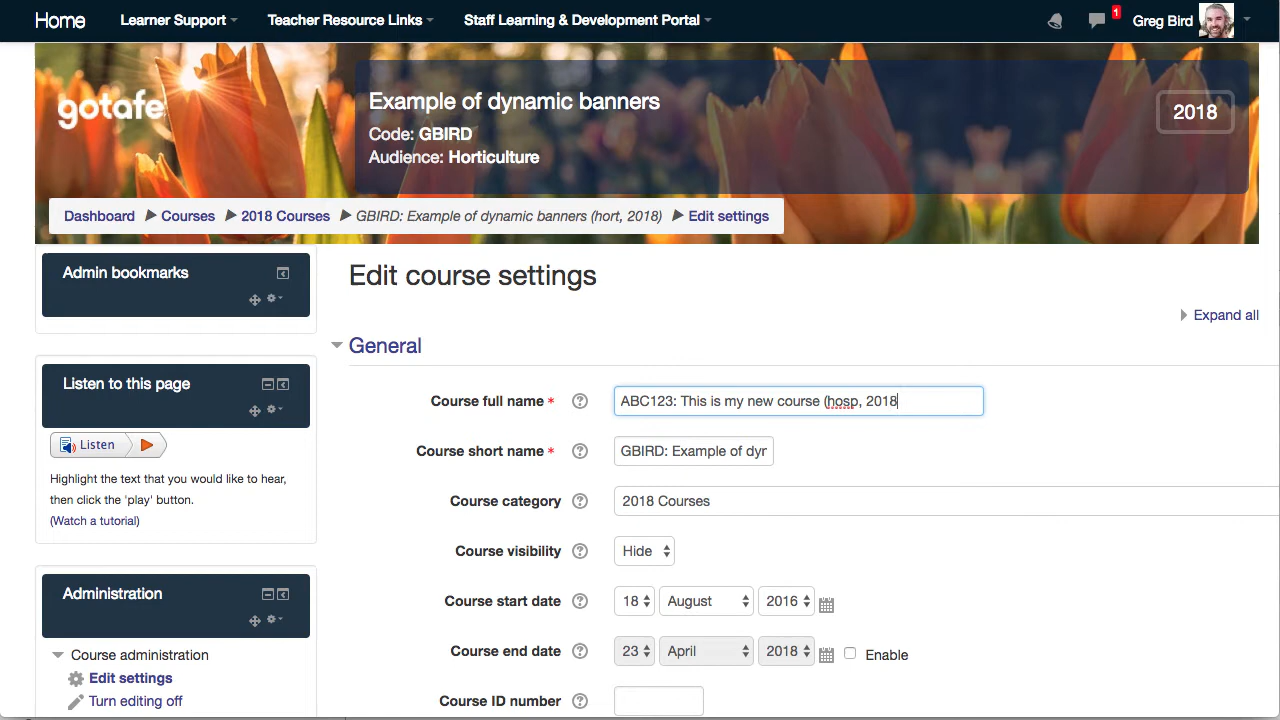 Home Learner Support Teacher Resource Links Staff Learning & Development Portal 1 Greg Bird
gotafe
Example of dynamic banners
Code: GBIRD
Audience: Horticulture
2018
Dashboard Courses 2018 Courses GBIRD: Example of dynamic banners (hort, 2018) Edit settings
Admin bookmarks
Listen to this page
Listen
Highlight the text that you would like to hear,
then click the 'play' button.
(Watch a tutorial)
Administration
Course administration
Edit settings
Turn editing off
Edit course settings
Expand all
General
Course full name * ABC123: This is my new course (hosp, 2018
Course short name * GBIRD: Example of dyr
Course category 2018 Courses
Course visibility Hide
Course start date 18 August 2016
Course end date 23 April 2018 Enable
Course ID number